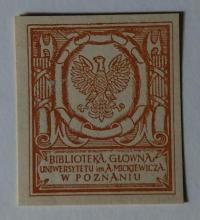 BIBLIOTEKA GŁÓWNA
UNIWERSYTETU im A. MICKIEWICZA
W POZNANIU